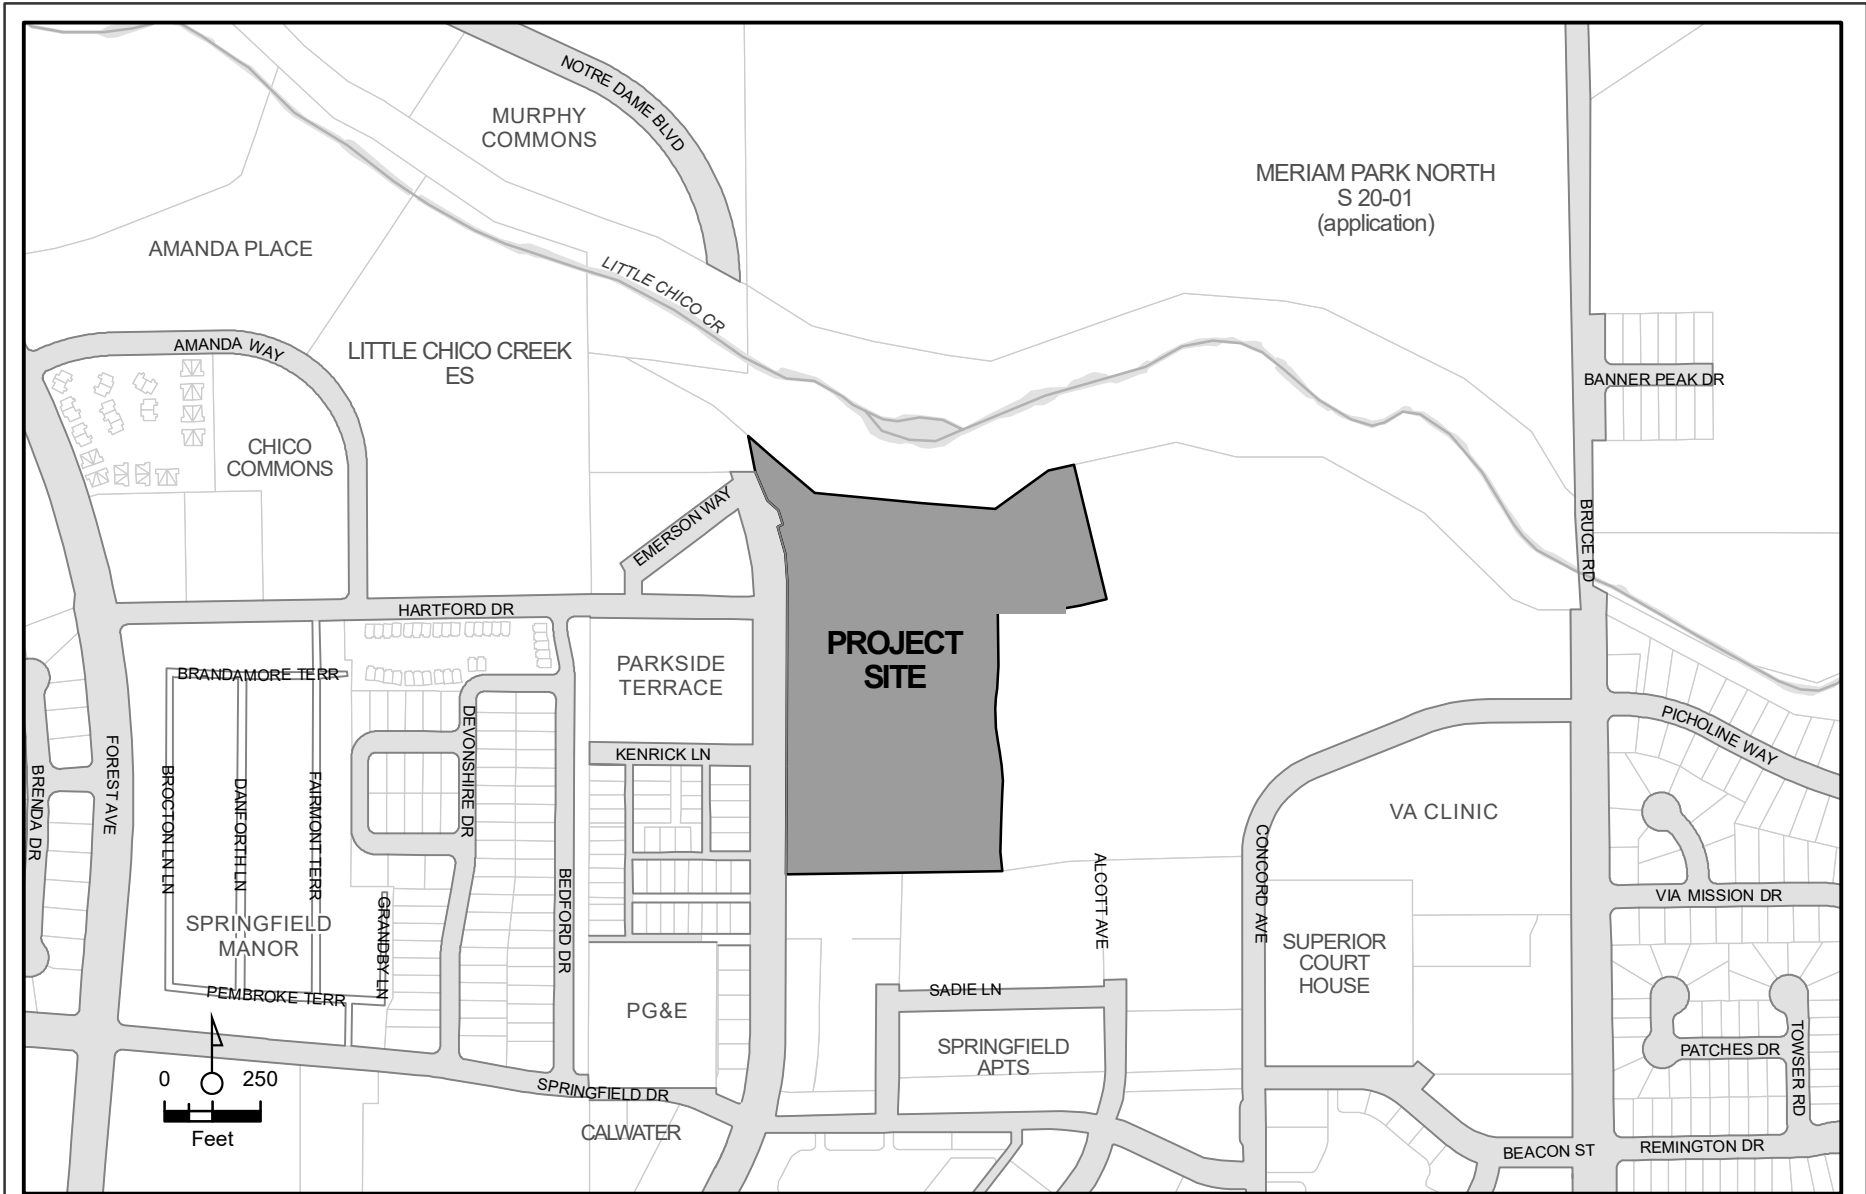 NOTRE DAME BLVD
MURPHY
COMMONS
MERIAM PARK NORTH
S 20-01
(application)
AMANDA PLACE
LITTLE CHICO CR
AMANDA WAY
LITTLE CHICO CREEK
ES
BANNER PEAK DR
CHICO
COMMONS
EMERSON WAY
BRUCE RD
HARTFORD DR
PROJECT
SITE
PARKSIDE
TERRACE
BRANDAMORE TERR
DEVONSHIRE DR
PICHOLINE WAY
FOREST AVE
BRENDA DR
BROCTON LN LN
DANFORTH LN
FAIRMONT TERR
KENRICK LN
VA CLINIC
CONCORD AVE
ALCOTT AVE
BEDFORD DR
GRANDBY LN
SPRINGFIELD
MANOR
VIA MISSION DR
SUPERIOR
COURT
HOUSE
PEMBROKE TERR
SADIE LN
PG&E
SPRINGFIELD
APTS
PATCHES DR
TOWSER RD
0 250
Feet
SPRINGFIELD DR
CALWATER
BEACON ST
REMINGTON DR